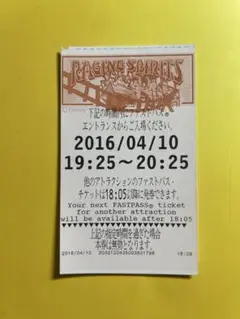 RAGING SPIRITS
下記の時間内にファストパス®
エントランスからご入場ください。
2016/04/10
19:25～20:25
他のアトラクションのファストパス・
チケットは18:05以降に発券できます。
Your next FASTPASS® ticket
for another attraction
will be available after 18:05
上記の指定時間を過ぎた場合
本券は無効となります。
2016/04/10